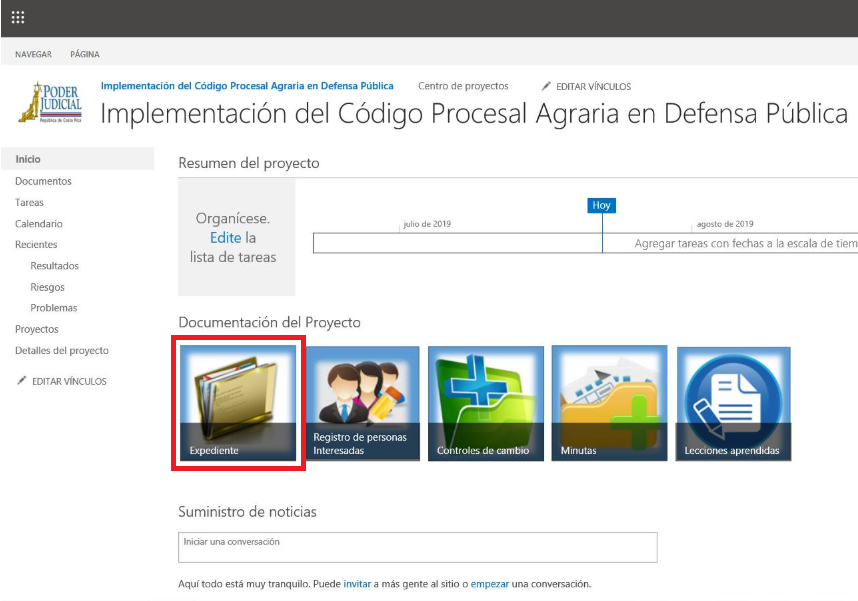 NAVEGAR PÁGINA
PODER
JUDICIAL
República de Costa Rica
Implementación del Código Procesal Agraria en Defensa Pública Centro de proyectos EDITAR VÍNCULOS
Implementación del Código Procesal Agraria en Defensa Pública
Inicio
Documentos
Tareas
Calendario
Recientes
Resultados
Riesgos
Problemas
Proyectos
Detalles del proyecto
EDITAR VÍNCULOS
Resumen del proyecto
Organícese.
Edite la
lista de tareas
Hoy
julio de 2019 agosto de 2019
Agregar tareas con fechas a la escala de tiem
Documentación del Proyecto
Expediente
Registro de personas
Interesadas
Controles de cambio
Minutas
Lecciones aprendidas
Suministro de noticias
Iniciar una conversación
Aquí todo está muy tranquilo. Puede invitar a más gente al sitio o empezar una conversación.